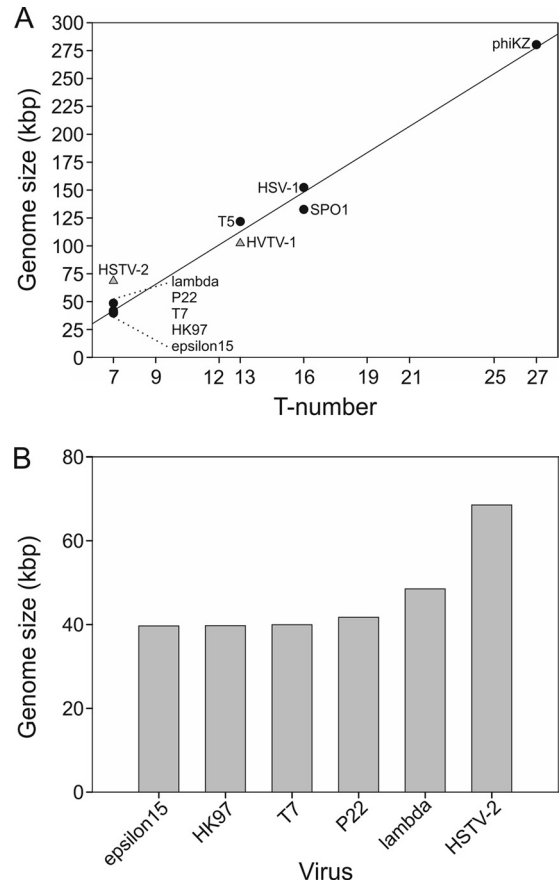 A
Genome size (kbp)
300
275
250
225
200
175
150
125
100
75
50
25
0
phiKZ
HSV-1
SPO1
T5
HVTV-1
HSTV-2
lambda
P22
T7
HK97
epsilon15
7 9 12 13 16 19 21 25 27
T-number
B
Genome size (kbp)
80
60
40
20
0
epsilon15 HK97 T7 P22 lambda HSTV-2
Virus